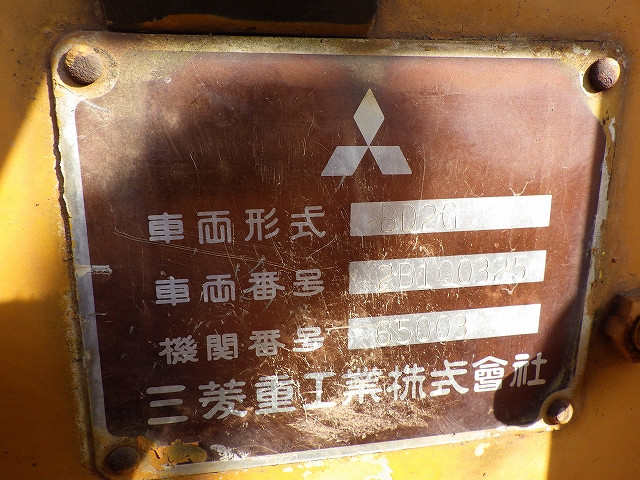 車両形式 BD2G
車両番号 2B100325
機関番号 65003
三菱重工業株式會社